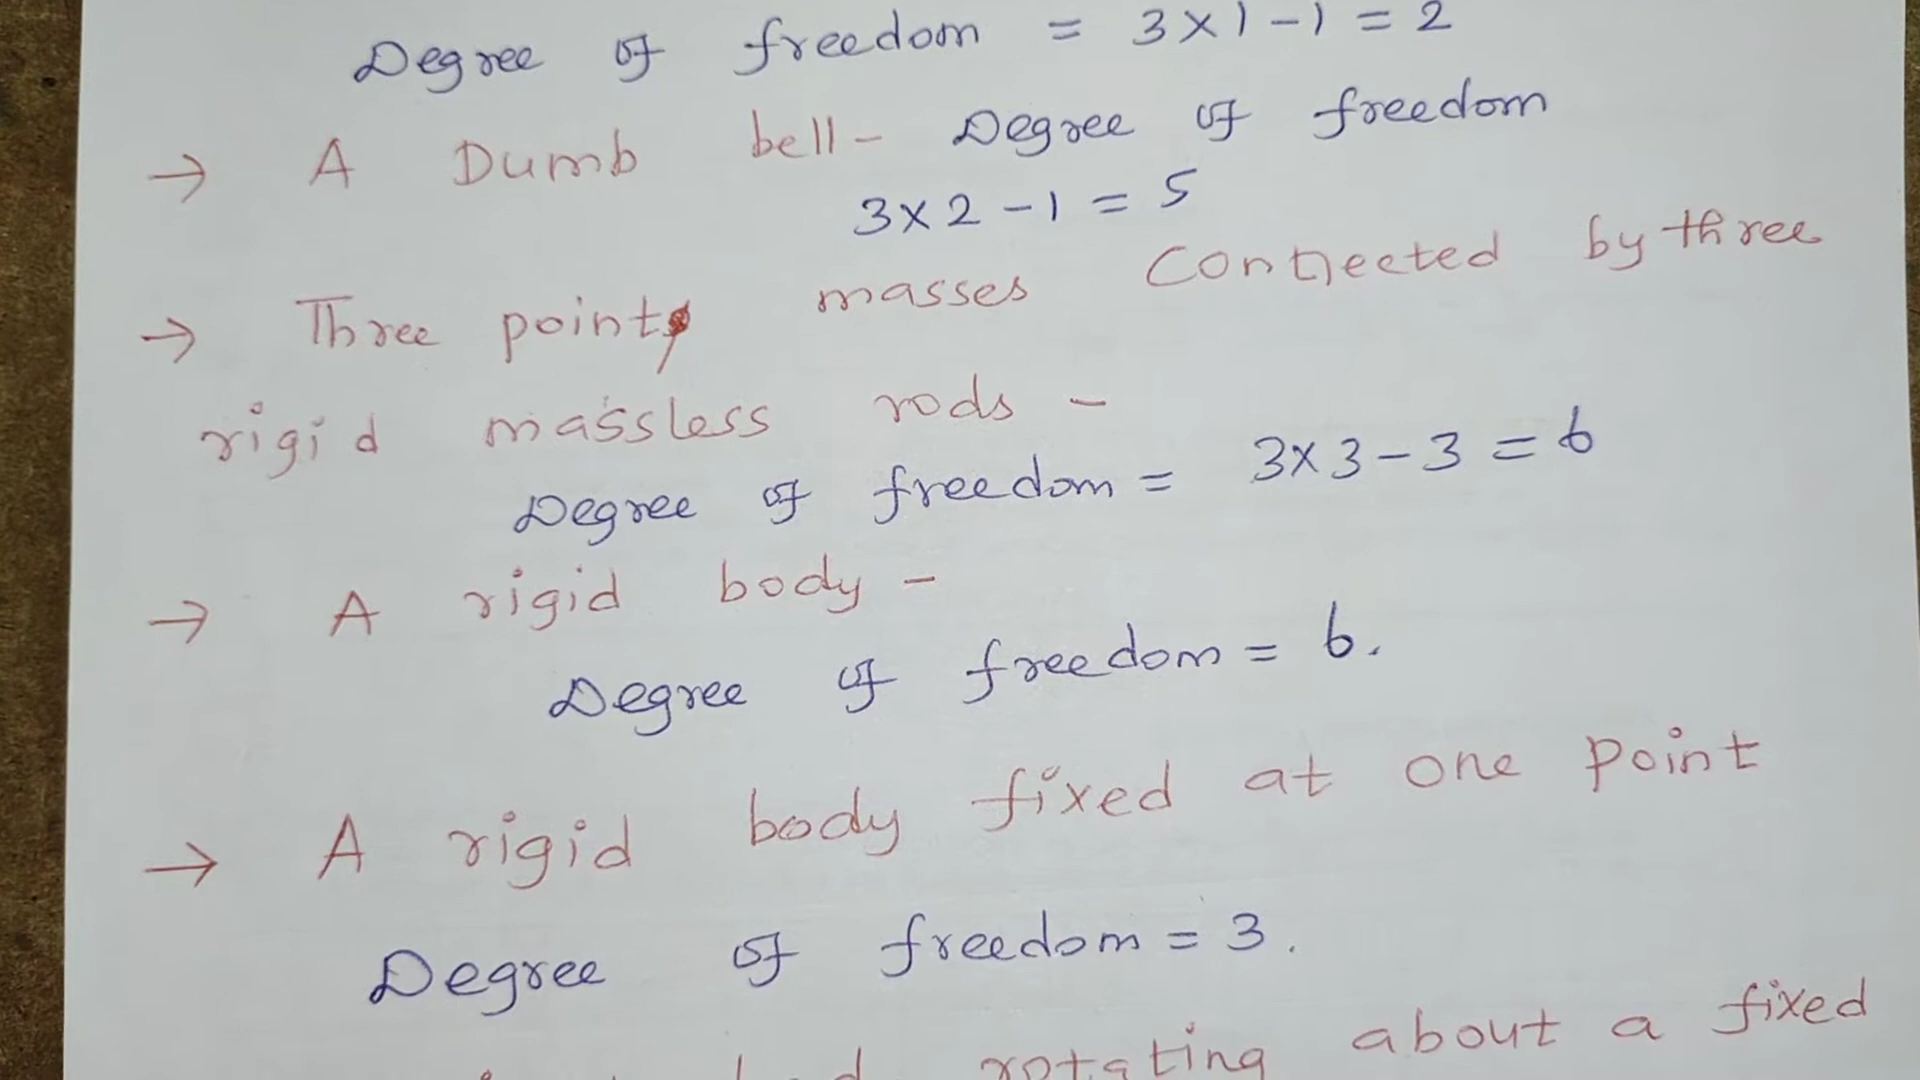 Degree of freedom = 3×1-1 = 2
→ A Dumb bell - Degree of freedom
3×2-1 = 5
→ Three point masses connected by three
rigid massless rods -
Degree of freedom = 3×3-3 = 6
→ A rigid body -
Degree of freedom = 6.
→ A rigid body fixed at one point
Degree of freedom = 3.
rotating about a fixed